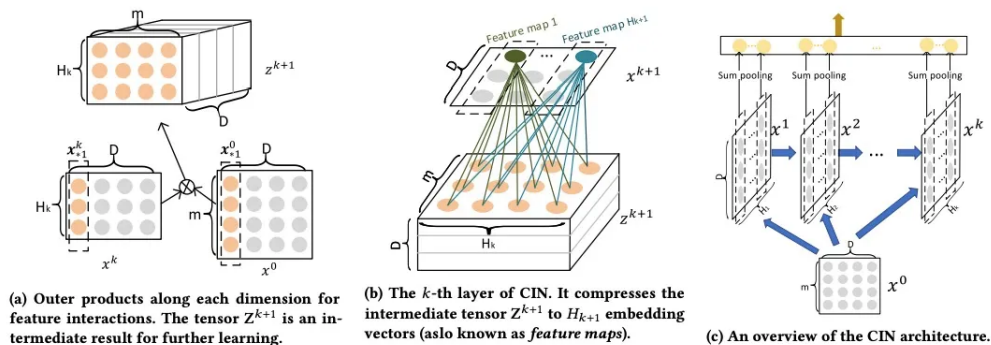 m
H_k
z^{k+1}
D
x^k_{*1}
D
H_k
x^k
x^0_{*1}
D
m
x^0
(a) Outer products along each dimension for
feature interactions. The tensor Z^{k+1} is an in-
termediate result for further learning.
Feature map 1
Feature map H_{k+1}
D
...
x^{k+1}
m
D
H_k
z^{k+1}
(b) The k-th layer of CIN. It compresses the
intermediate tensor Z^{k+1} to H_{k+1} embedding
vectors (aslo known as feature maps).
...
Sum pooling
Sum pooling
Sum pooling
x^1
x^2
x^k
...
D
H_1
H_2
H_k
D
m
x^0
(c) An overview of the CIN architecture.